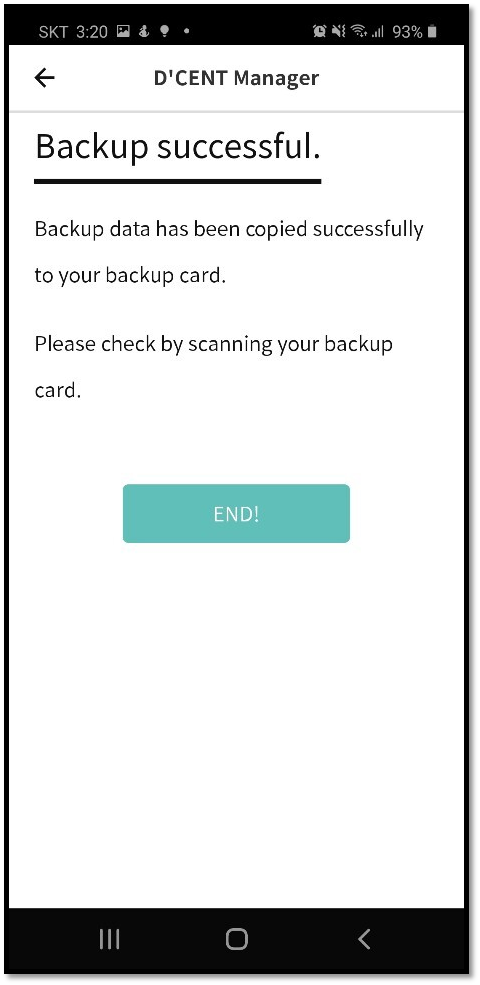 SKT 3:20 93%
D'CENT Manager
Backup successful.
Backup data has been copied successfully
to your backup card.
Please check by scanning your backup
card.
END!